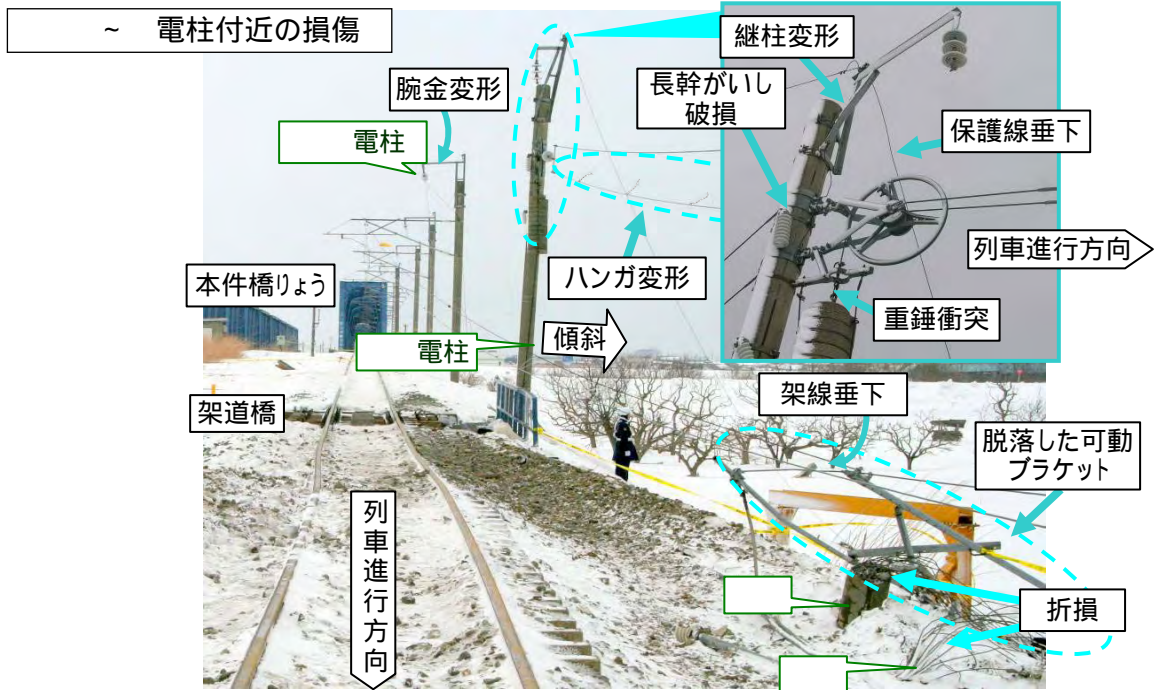 ～ 電柱付近の損傷
腕金変形
電柱
継柱変形
長幹がいし
破損
保護線垂下
列車進行方向
重錘衝突
ハンガ変形
本件橋りょう
電柱
傾斜
架道橋
架線垂下
脱落した可動
ブラケット
列車進行方向
折損